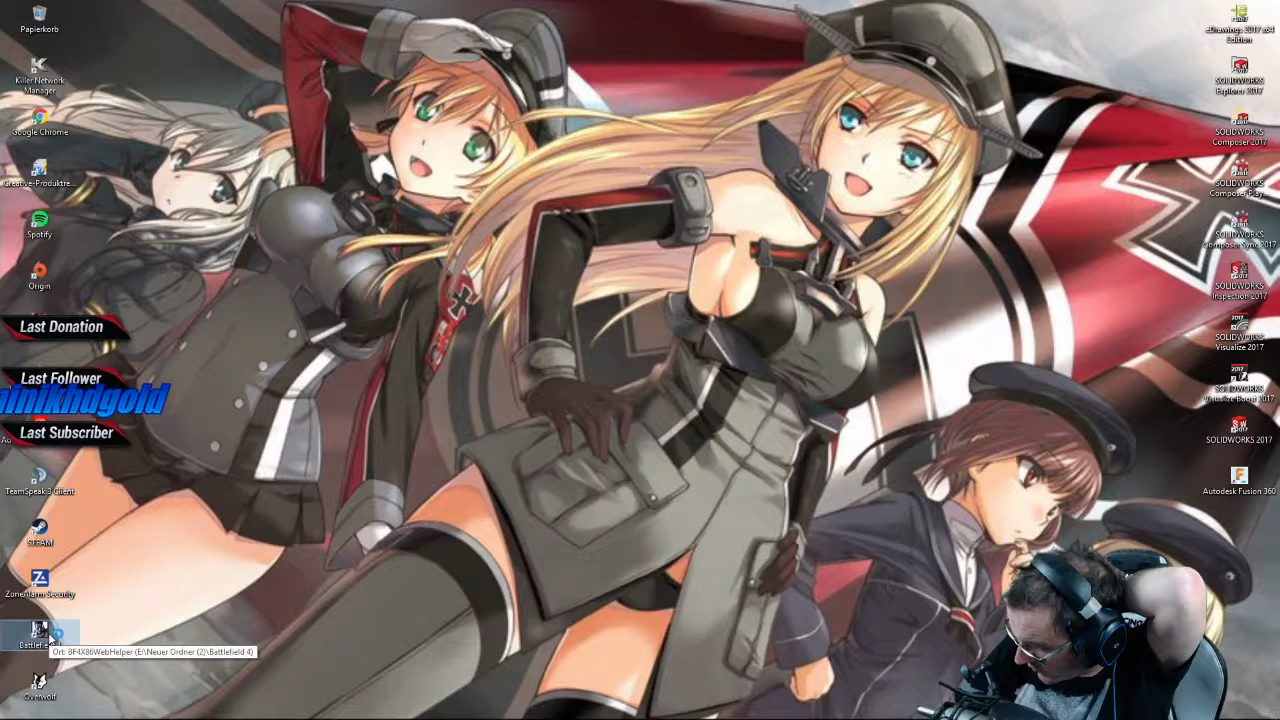 Papierkorb
Killer Network
Manager
Google Chrome
Creative-Produktre...
Spotify
Origin
Last Donation
Last Follower
minikhdgold
Last Subscriber
TeamSpeak 3 Client
STEAM
ZoneAlarm Security
Battlefie
Ort: BF4X86WebHelper (E:\Neuer Ordner (2)\Battlefield 4)
Overwolf
eDrawings 2017 x64
Edition
SOLIDWORKS
Explorer 2017
SOLIDWORKS
Composer 2017
SOLIDWORKS
Composer Play...
SOLIDWORKS
Composer Sync 2017
SOLIDWORKS
Inspection 2017
SOLIDWORKS
Visualize 2017
SOLIDWORKS
Visualize Boost 2017
SOLIDWORKS 2017
Autodesk Fusion 360